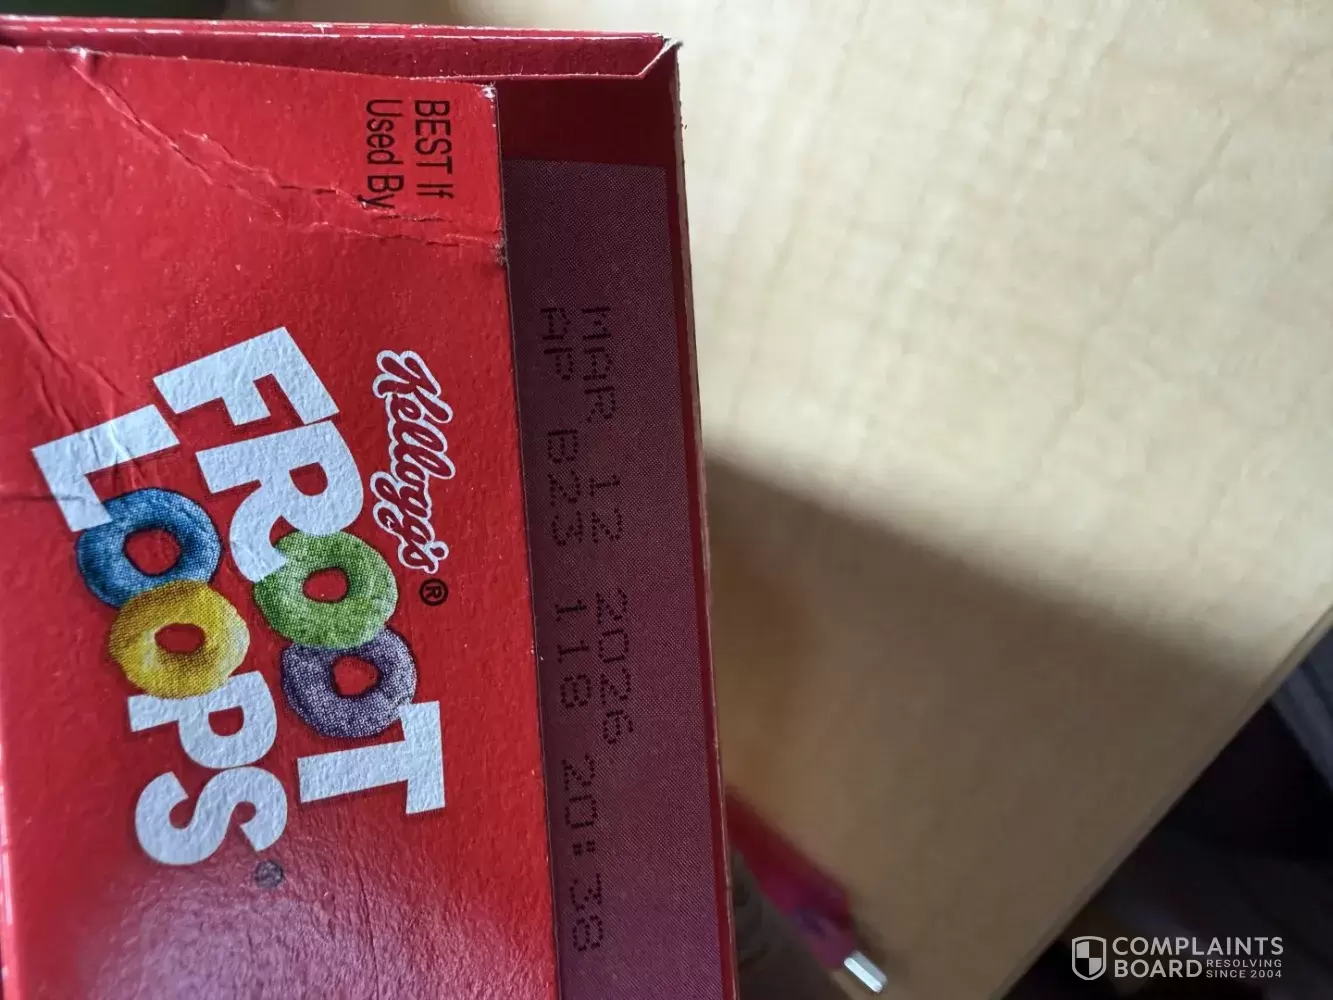 BEST If
Used By
Kellogg's®
FROOT
LOOPS®
MAR 12 2026
AP B23 118 20:38
COMPLAINTS
BOARD RESOLVING
SINCE 2004